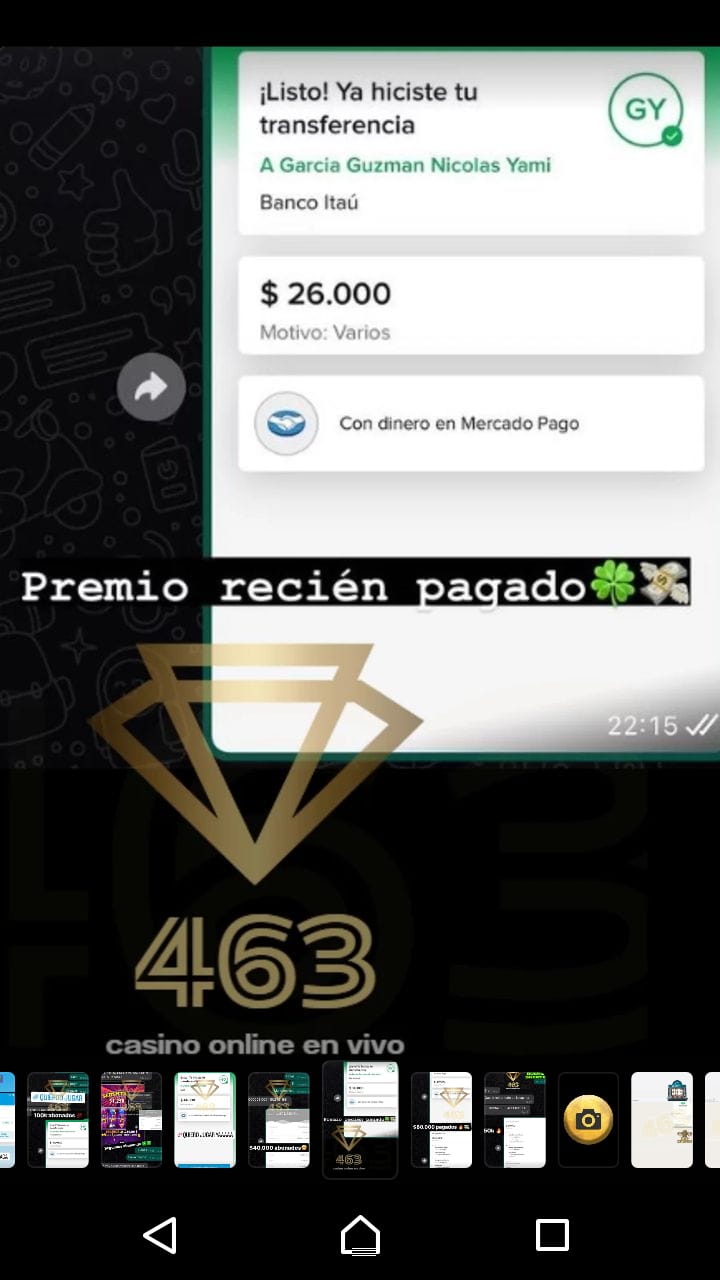 ¡Listo! Ya hiciste tu
transferencia
GY
A Garcia Guzman Nicolas Yami
Banco Itaú
$ 26.000
Motivo: Varios
Con dinero en Mercado Pago
Premio recién pagado🍀💸
22:15
463
casino online en vivo